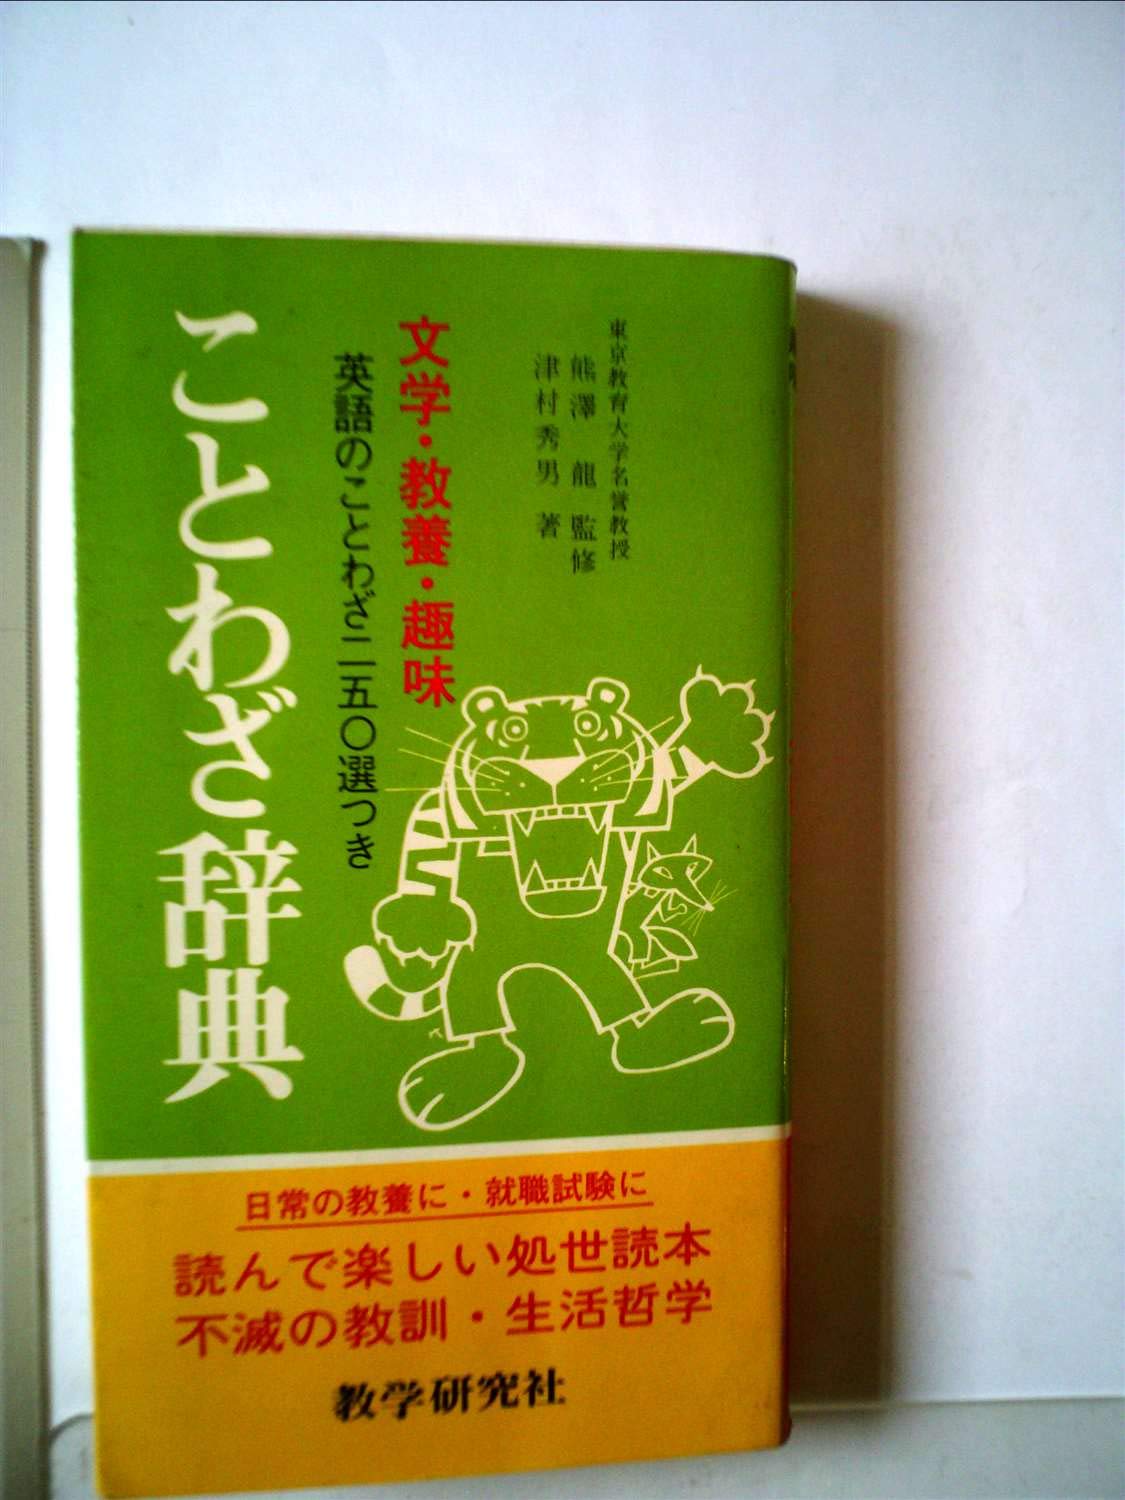 東京教育大学名誉教授
熊澤 龍 監修
津村秀男 著
文学・教養・趣味
英語のことわざ二五〇選つき
ことわざ辞典
日常の教養に・就職試験に
読んで楽しい処世読本
不滅の教訓・生活哲学
教学研究社